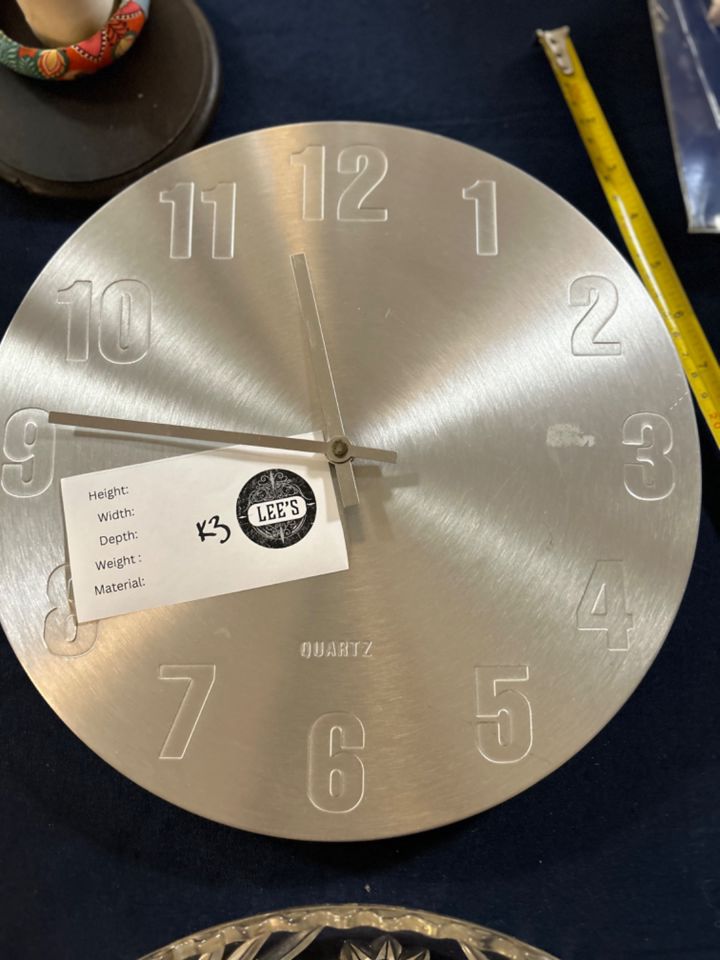 12
11
1
10
2
9
3
Height:
Width:
Depth:
Weight :
Material:
K3
LEE'S
8
4
QUARTZ
7
5
6